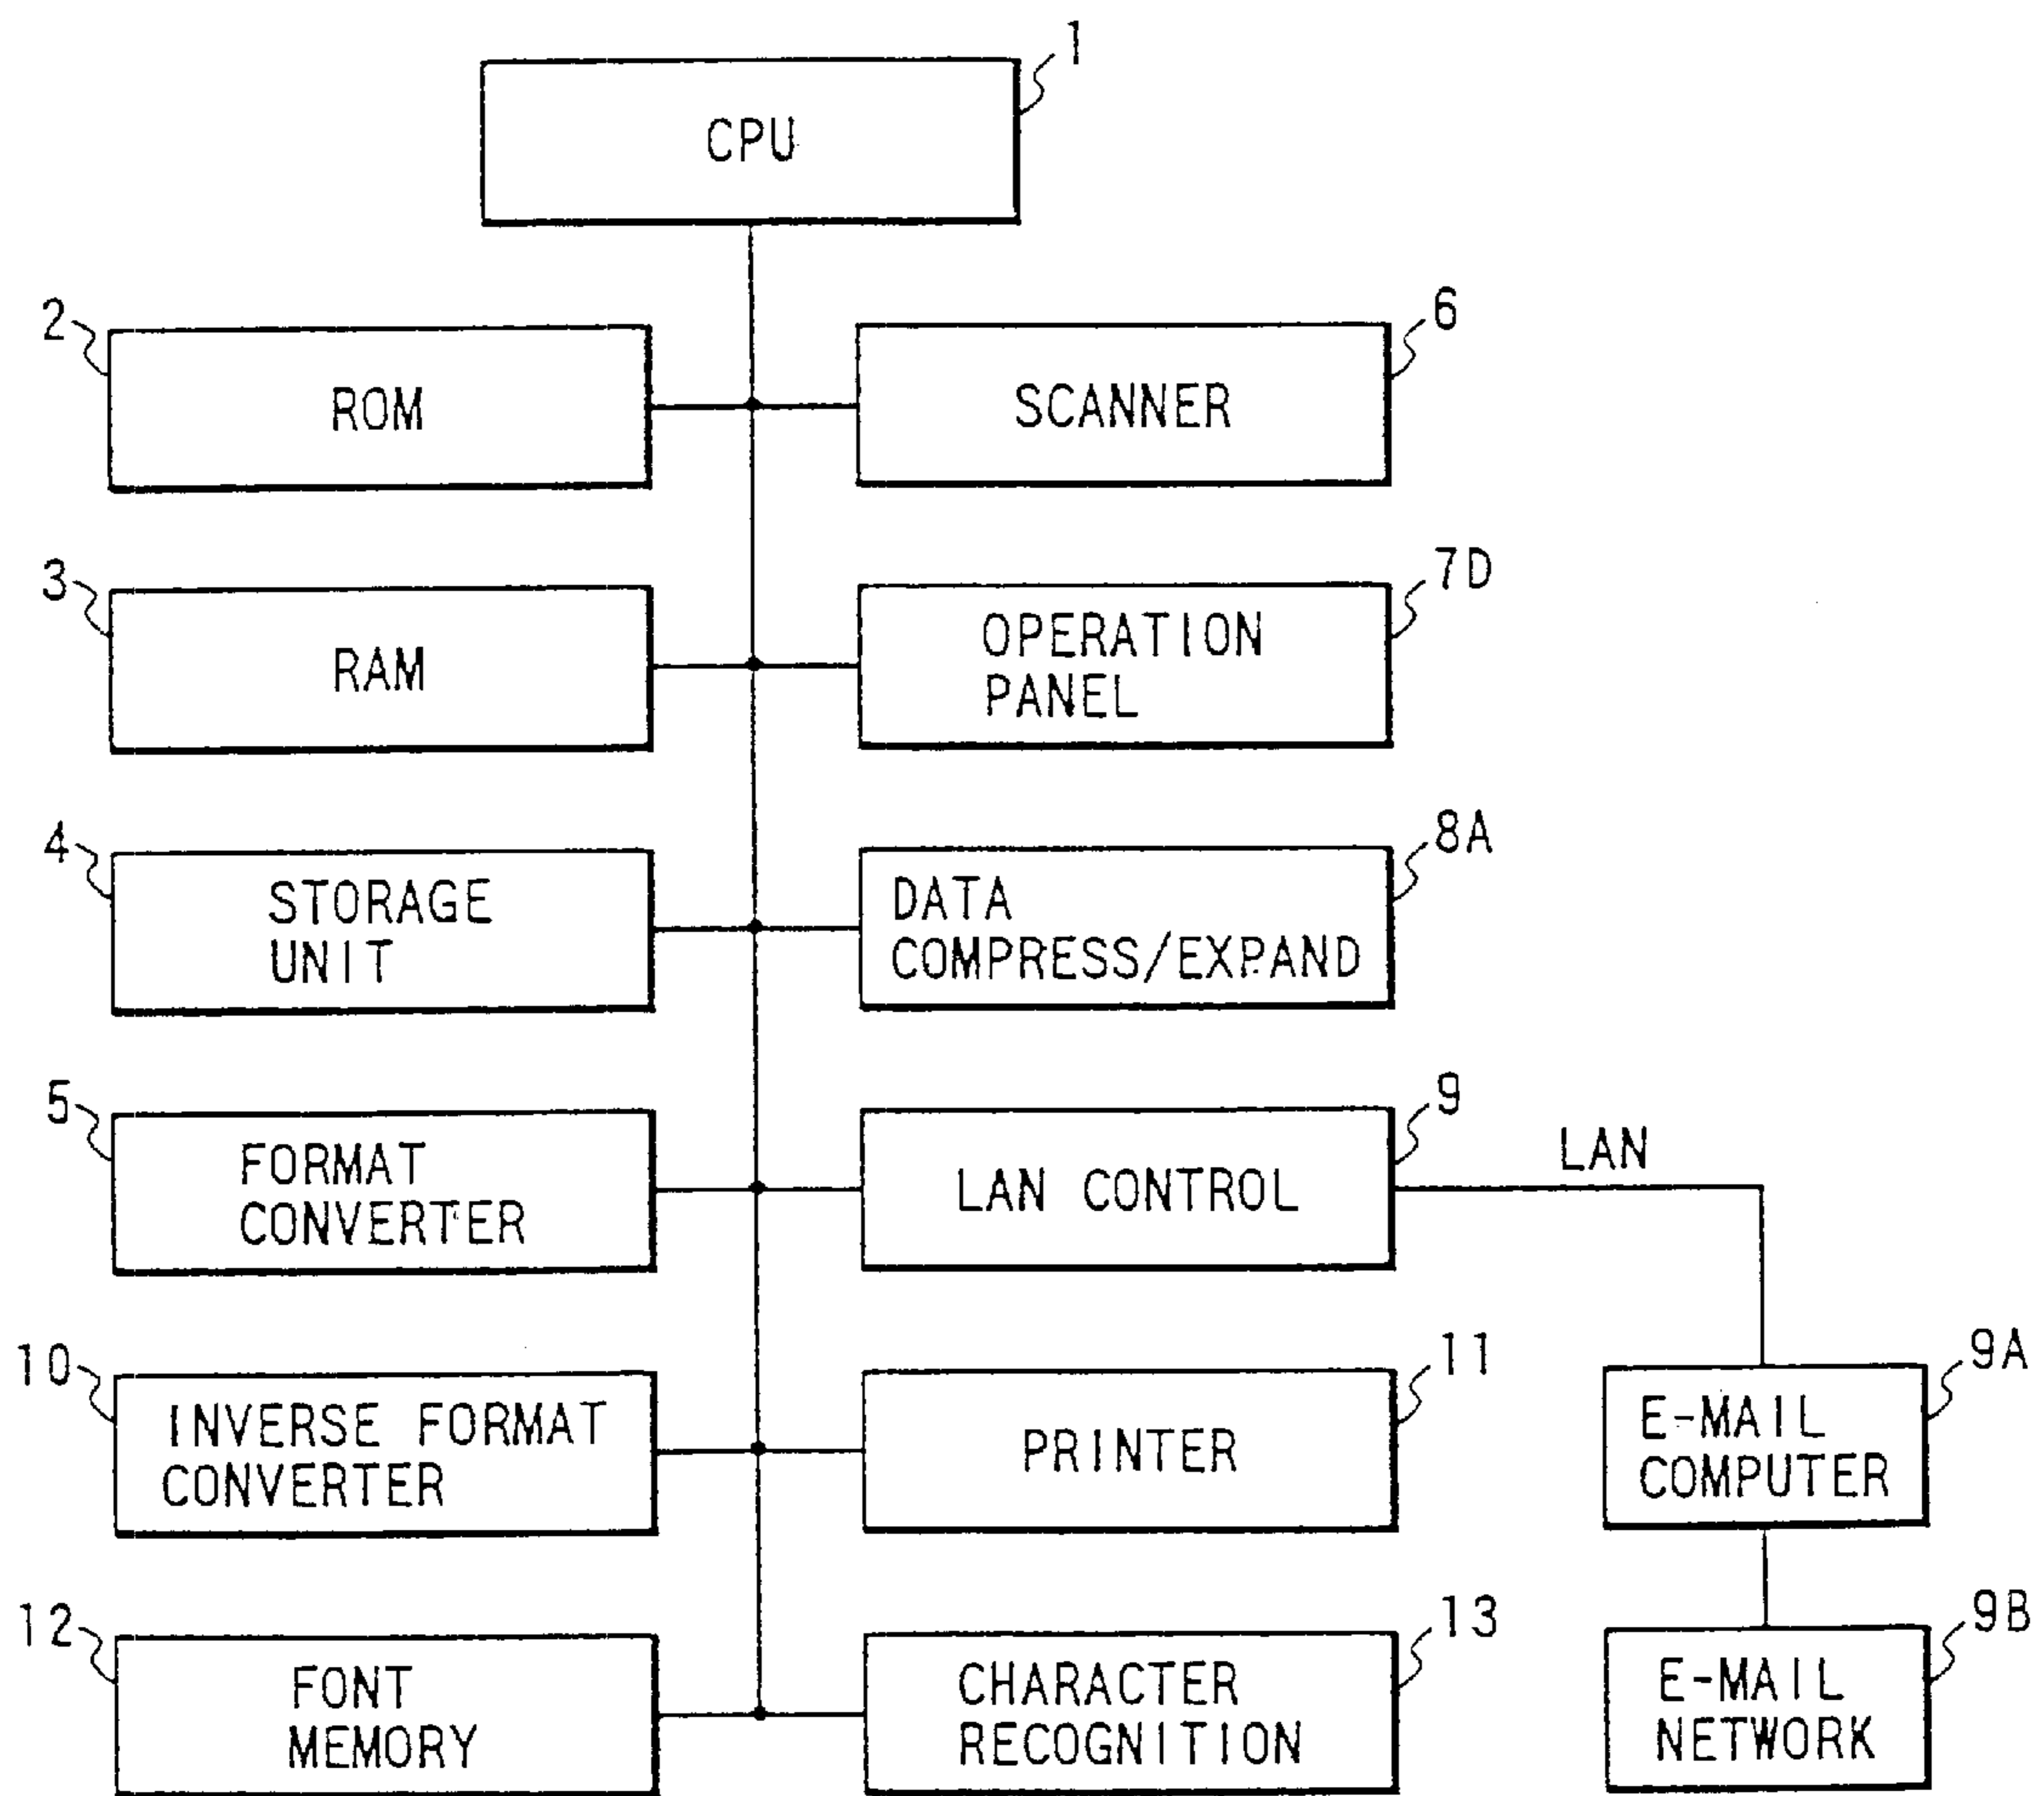 1
CPU
2
ROM
6
SCANNER
3
RAM
7D
OPERATION
PANEL
4
STORAGE
UNIT
8A
DATA
COMPRESS/EXPAND
5
FORMAT
CONVERTER
9
LAN CONTROL
LAN
10
INVERSE FORMAT
CONVERTER
11
PRINTER
9A
E-MAIL
COMPUTER
12
FONT
MEMORY
13
CHARACTER
RECOGNITION
9B
E-MAIL
NETWORK